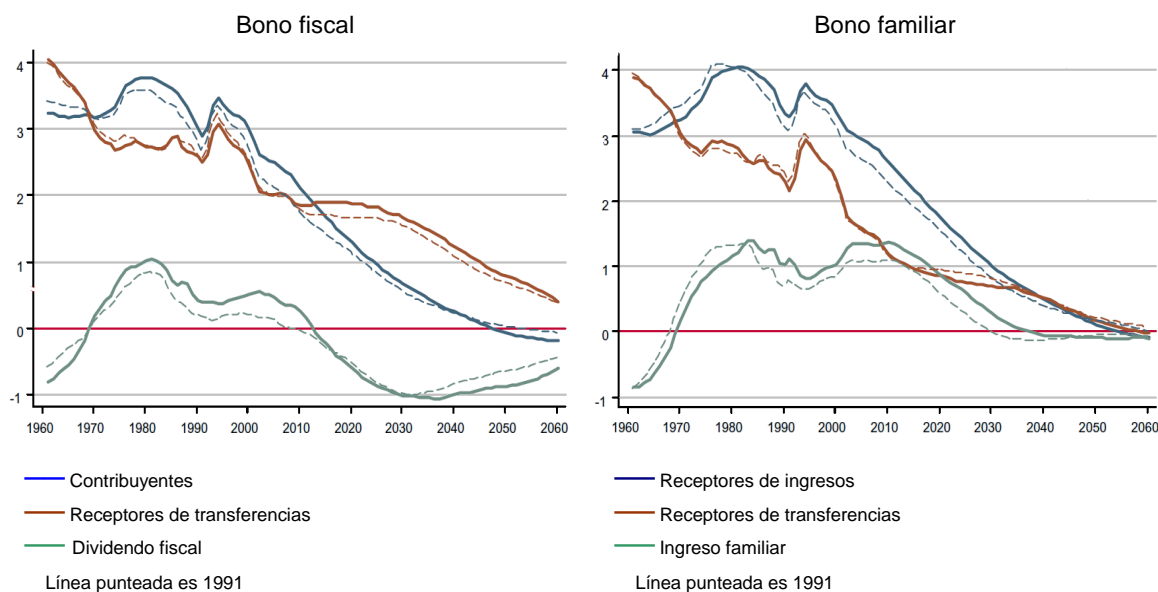 Bono fiscal
4
3
2
1
0
-1
1960 1970 1980 1990 2000 2020 2020 2030 2040 2050 2060
Contribuyentes
Receptores de transferencias
Dividendo fiscal
Línea punteada es 1991
Bono familiar
4
3
2
1
0
-1
1960 1970 1980 1990 2000 2010 2020 2030 2040 2050 2060
Receptores de ingresos
Receptores de transferencias
Ingreso familiar
Línea punteada es 1991